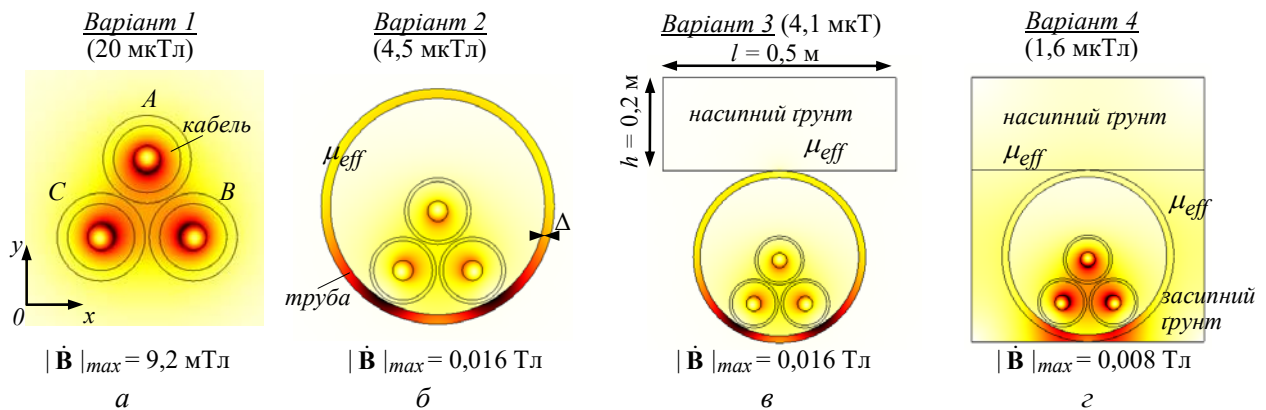 Варіант 1
(20 мкТл)
A
кабель
C
B
y
0
x
| Ḃ |max = 9,2 мТл
а
Варіант 2
(4,5 мкТл)
μeff
Δ
труба
| Ḃ |max = 0,016 Тл
б
Варіант 3 (4,1 мкТ)
l = 0,5 м
h = 0,2 м
насипний ґрунт
μeff
| Ḃ |max = 0,016 Тл
в
Варіант 4
(1,6 мкТл)
насипний ґрунт
μeff
μeff
засипний
ґрунт
| Ḃ |max = 0,008 Тл
г